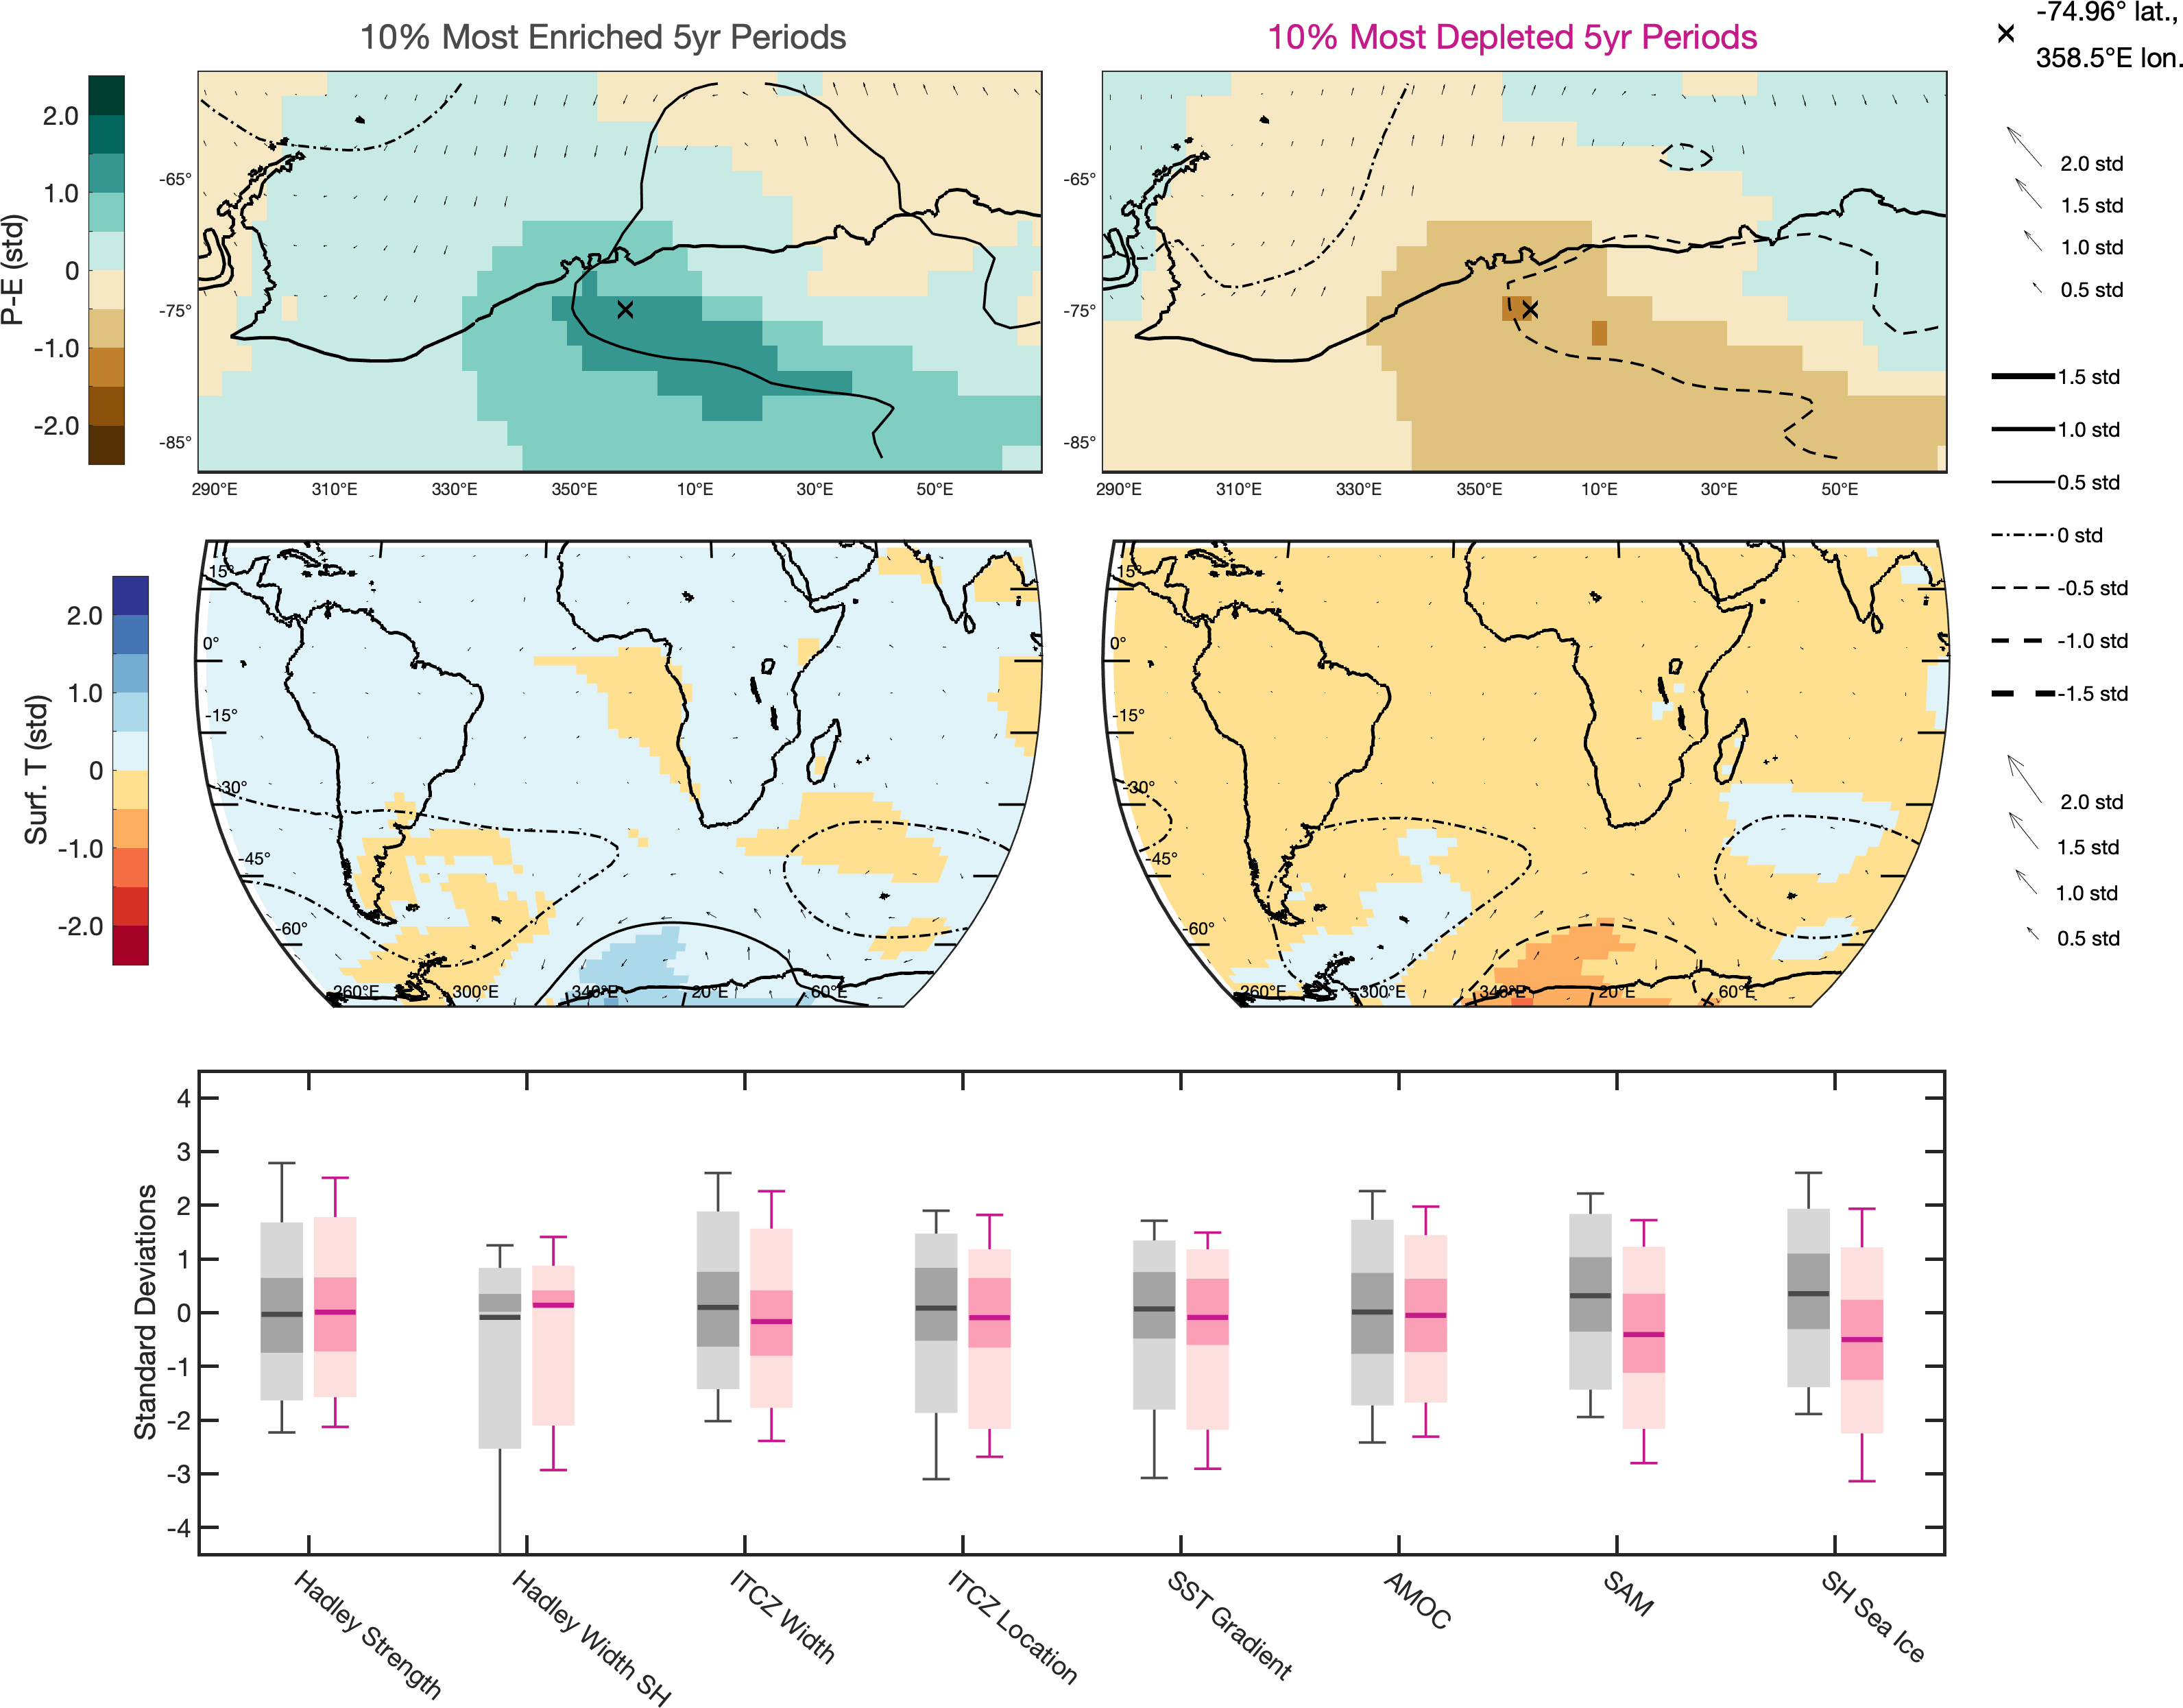 10% Most Enriched 5yr Periods
10% Most Depleted 5yr Periods
-74.96° lat.,
358.5°E lon.
P-E (std)
2.0
1.0
0
-1.0
-2.0
-65°
-75°
-85°
290°E 310°E 330°E 350°E 10°E 30°E 50°E
-65°
-75°
-85°
290°E 310°E 330°E 350°E 10°E 30°E 50°E
2.0 std
1.5 std
1.0 std
0.5 std
1.5 std
1.0 std
0.5 std
0 std
-0.5 std
-1.0 std
-1.5 std
2.0 std
1.5 std
1.0 std
0.5 std
Surf. T (std)
2.0
1.0
0
-1.0
-2.0
15°
0°
-15°
-30°
-45°
-60°
260°E 300°E 340°E 20°E 60°E
15°
0°
-15°
-30°
-45°
-60°
260°E 300°E 340°E 20°E 60°E
Standard Deviations
4
3
2
1
0
-1
-2
-3
-4
Hadley Strength
Hadley Width SH
ITCZ Width
ITCZ Location
SST Gradient
AMOC
SAM
SH Sea Ice